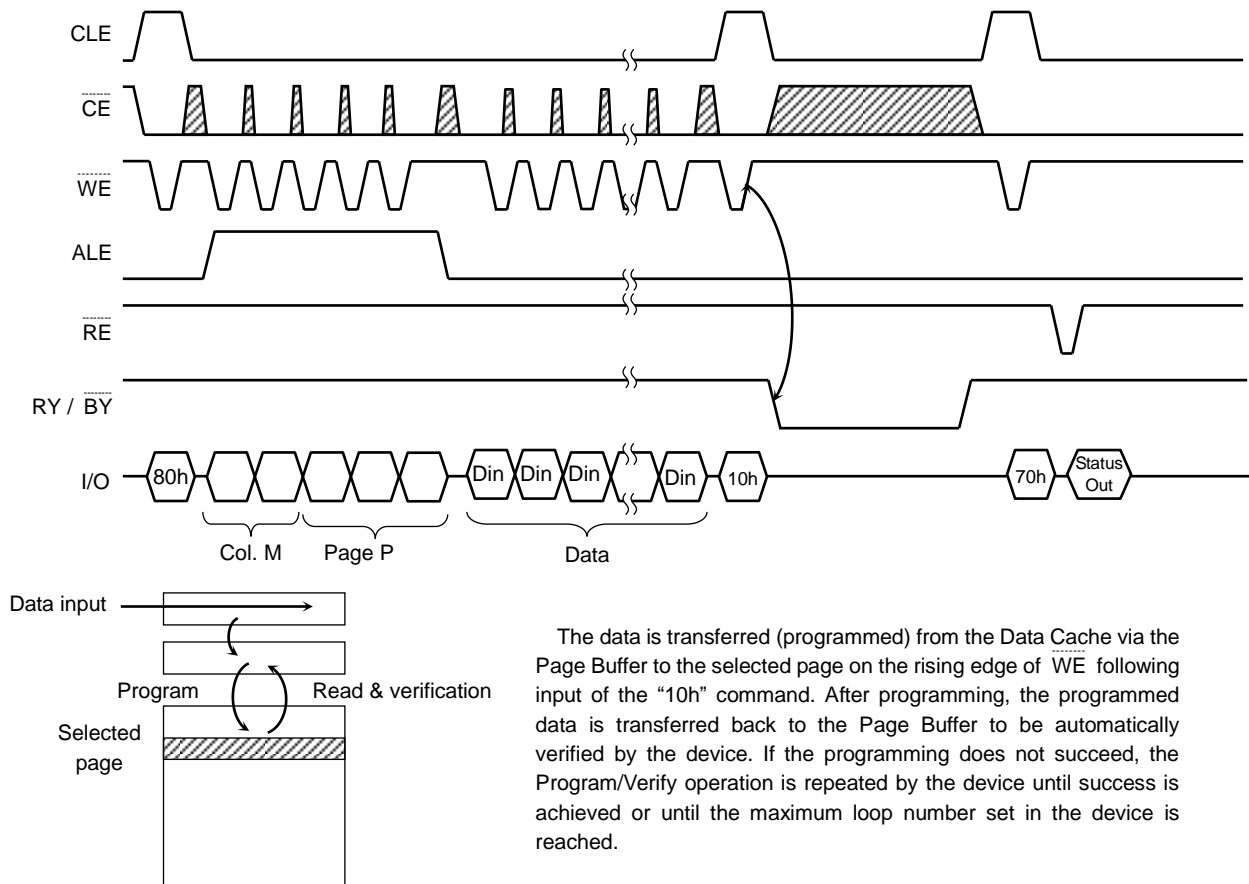 CLE
CE
WE
ALE
RE
RY / BY
I/O
80h
Din
Din
Din
Din
10h
70h
Status
Out
Col. M
Page P
Data
Data input
Program
Read & verification
Selected
page
The data is transferred (programmed) from the Data Cache via the
Page Buffer to the selected page on the rising edge of WE following
input of the “10h” command. After programming, the programmed
data is transferred back to the Page Buffer to be automatically
verified by the device. If the programming does not succeed, the
Program/Verify operation is repeated by the device until success is
achieved or until the maximum loop number set in the device is
reached.